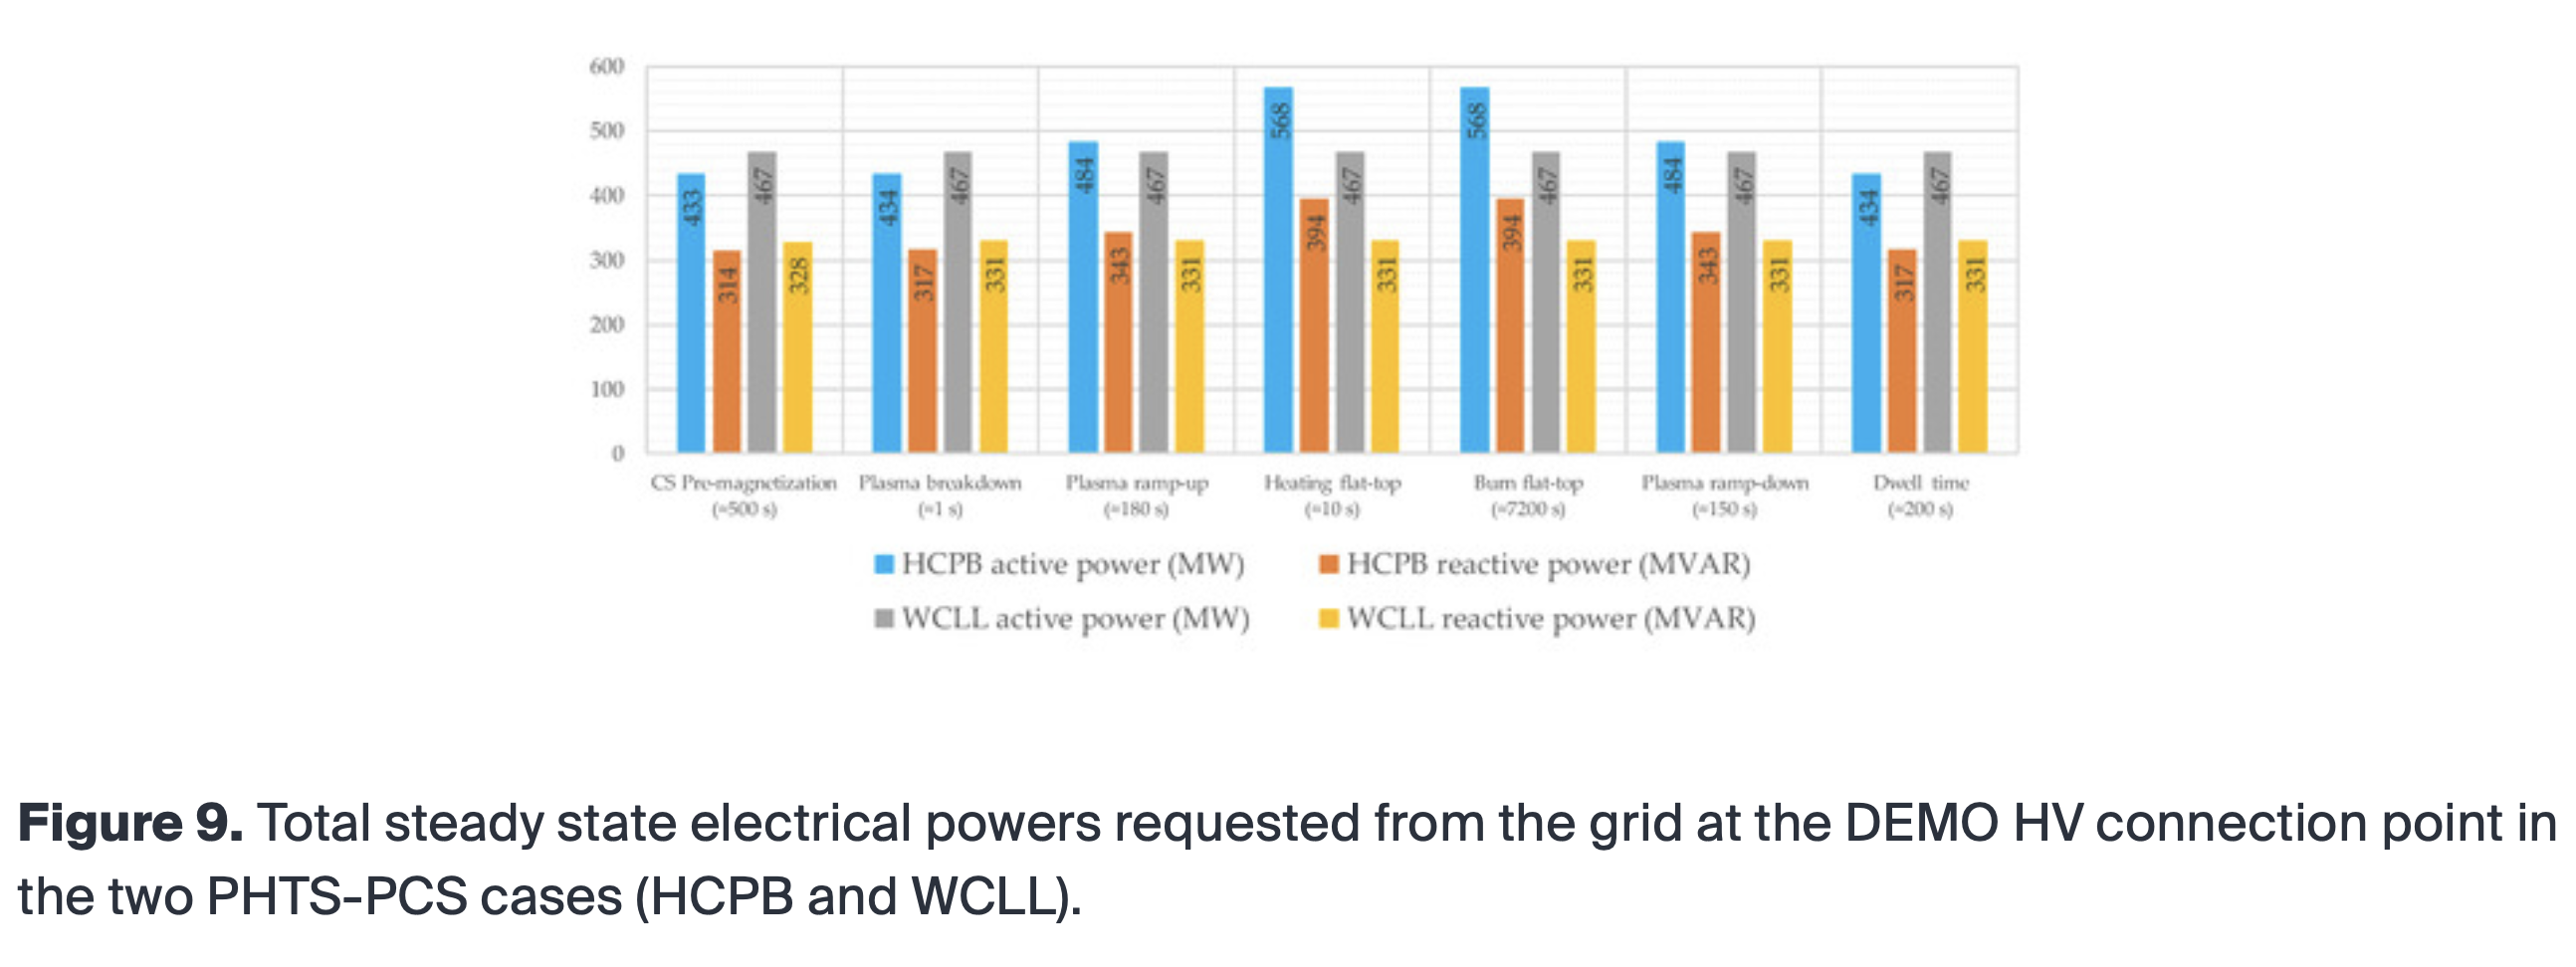 600
500
400
300
200
100
0
433
314
467
328
434
317
467
331
484
343
467
331
568
394
467
331
568
394
467
331
484
343
467
331
434
317
467
331
CS Pre-magnetization
(≈500 s)
Plasma breakdown
(≈1 s)
Plasma ramp-up
(≈180 s)
Heating flat-top
(≈10 s)
Burn flat-top
(≈7200 s)
Plasma ramp-down
(≈150 s)
Dwell time
(≈200 s)
HCPB active power (MW)
HCPB reactive power (MVAR)
WCLL active power (MW)
WCLL reactive power (MVAR)
Figure 9. Total steady state electrical powers requested from the grid at the DEMO HV connection point in
the two PHTS-PCS cases (HCPB and WCLL).